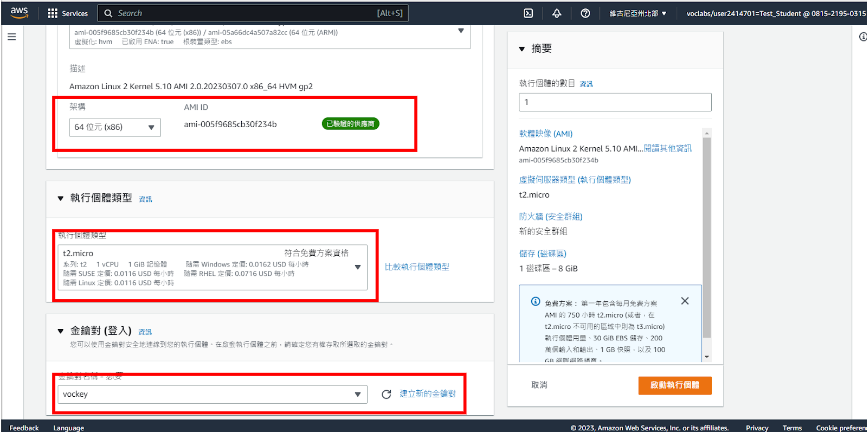 aws
Services
Search
[Alt+S]
維吉尼亞州北部
voclabs/user2414701=Test_Student @ 0815-2195-0315
ami-005f9685cb30f234b (64 位元 (x86)) / ami-05a66dc4a507a82cc (64 位元 (ARM))
虛擬化: hvm 已啟用 ENA: true 根裝置類型: ebs
描述
Amazon Linux 2 Kernel 5.10 AMI 2.0.20230307.0 x86_64 HVM gp2
架構
AMI ID
64 位元 (x86)
ami-005f9685cb30f234b
已驗證的供應商
執行個體類型 資訊
執行個體類型
t2.micro
符合免費方案資格
系列: t2 1 vCPU 1 GiB 記憶體 隨需 Windows 定價: 0.0162 USD 每小時
隨需 SUSE 定價: 0.0116 USD 每小時 隨需 RHEL 定價: 0.0716 USD 每小時
隨需 Linux 定價: 0.0116 USD 每小時
比較執行個體類型
金鑰對 (登入) 資訊
您可以使用金鑰對安全地連線到您的執行個體。在啟動執行個體之前，請確定您有權存取所選取的金鑰對。
金鑰對名稱 - 必要
vockey
建立新的金鑰對
摘要
執行個體的數目 資訊
1
軟體映像 (AMI)
Amazon Linux 2 Kernel 5.10 AMI...閱讀其他資訊
ami-005f9685cb30f234b
虛擬伺服器類型 (執行個體類型)
t2.micro
防火牆 (安全群組)
新的安全群組
儲存 (磁碟區)
1 磁碟區 – 8 GiB
免費方案： 第一年包含每月免費方案
AMI 的 750 小時 t2.micro (或者，在
t2.micro 不可用的區域中則為 t3.micro)
執行個體用量、30 GiB EBS 儲存、200
萬個輸入和輸出、1 GB 快照，以及 100
取消
啟動執行個體
Feedback
Language
© 2023, Amazon Web Services, Inc. or its affiliates.
Privacy
Terms
Cookie preferen